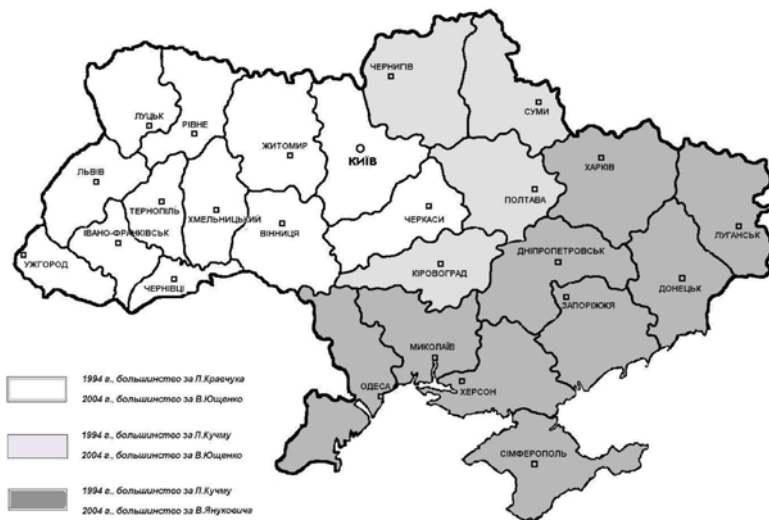 ЧЕРНИГІВ
СУМИ
ЛУЦЬК
РІВНЕ
ЖИТОМИР
КИЇВ
ХАРКІВ
ЛЬВІВ
ТЕРНОПІЛЬ
ХМЕЛЬНИЦЬКИЙ
ПОЛТАВА
ЧЕРКАСИ
ІВАНО-ФРАНКІВСЬК
ВІННИЦЯ
ЛУГАНСЬК
УЖГОРОД
ЧЕРНІВЦІ
КІРОВОГРАД
ДНІПРОПЕТРОВСЬК
ДОНЕЦЬК
ЗАПОРІЖЖЯ
МИКОЛАЇВ
ОДЕСА
ХЕРСОН
СІМФЕРОПОЛЬ
1994 г., большинство за Л.Кравчука
2004 г., большинство за В.Ющенко
1994 г., большинство за Л.Кучму
2004 г., большинство за В.Ющенко
1994 г., большинство за Л.Кучму
2004 г., большинство за В.Януковича